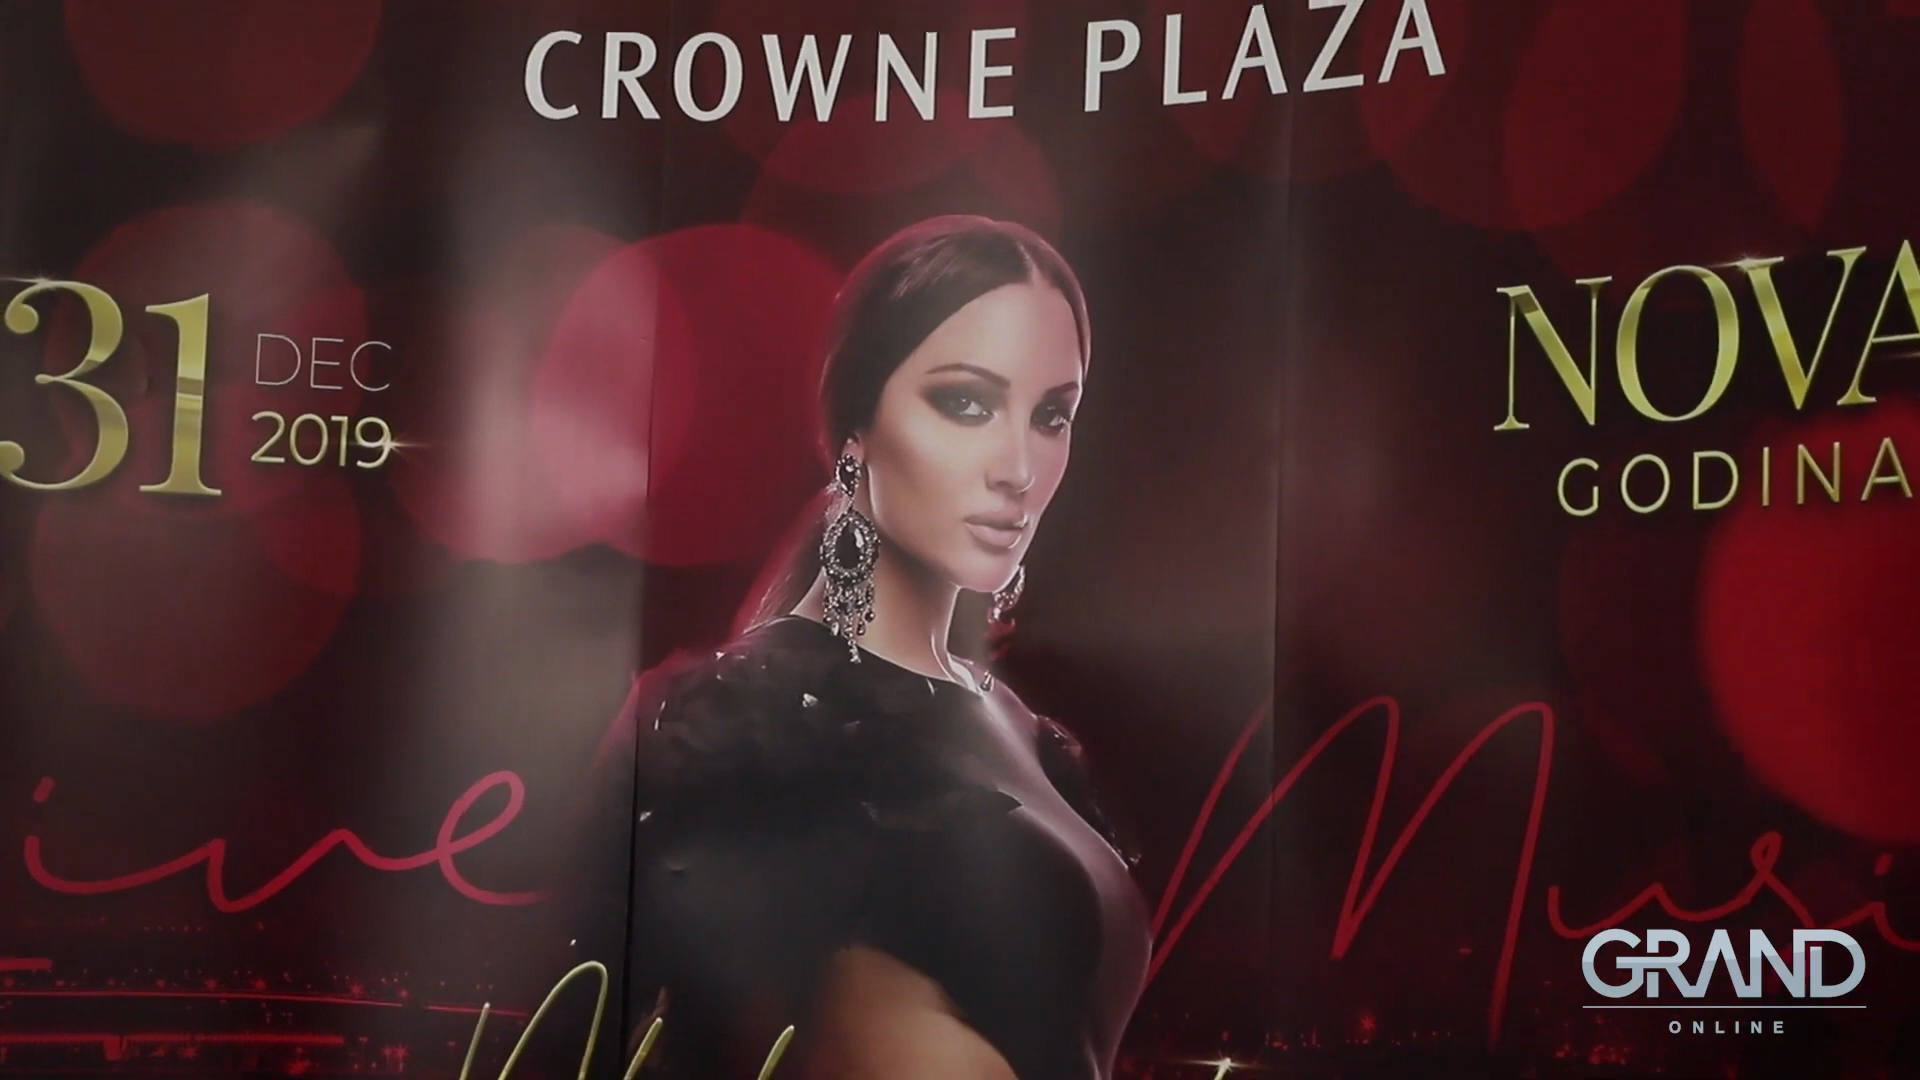 CROWNE PLAZA
31 DEC 2019
NOVA GODINA
GRAND
ONLINE